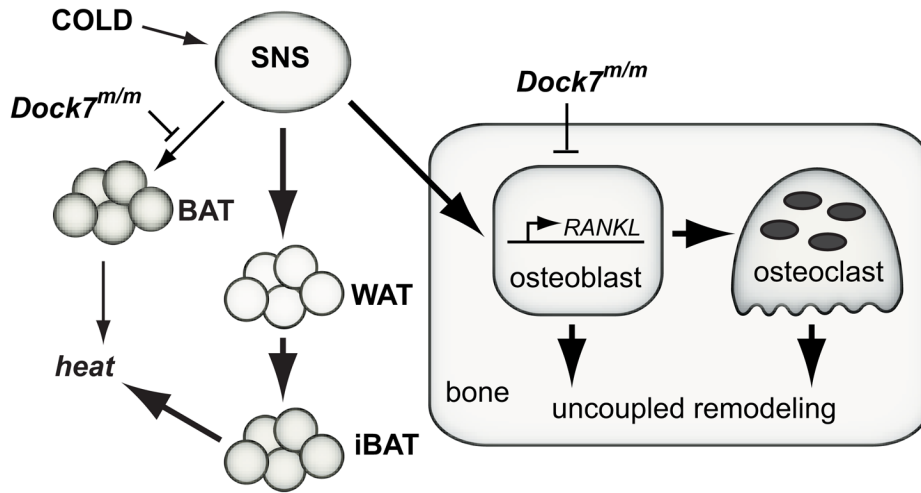 COLD
SNS
Dock7m/m
Dock7m/m
BAT
RANKL
osteoblast
osteoclast
WAT
heat
bone
uncoupled remodeling
iBAT